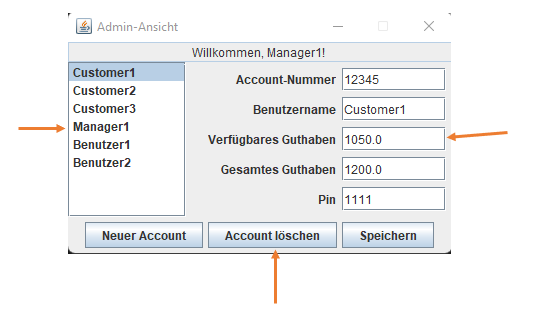 Admin-Ansicht
Willkommen, Manager1!
Customer1
Customer2
Customer3
Manager1
Benutzer1
Benutzer2
Account-Nummer 12345
Benutzername Customer1
Verfügbares Guthaben 1050.0
Gesamtes Guthaben 1200.0
Pin 1111
Neuer Account Account löschen Speichern